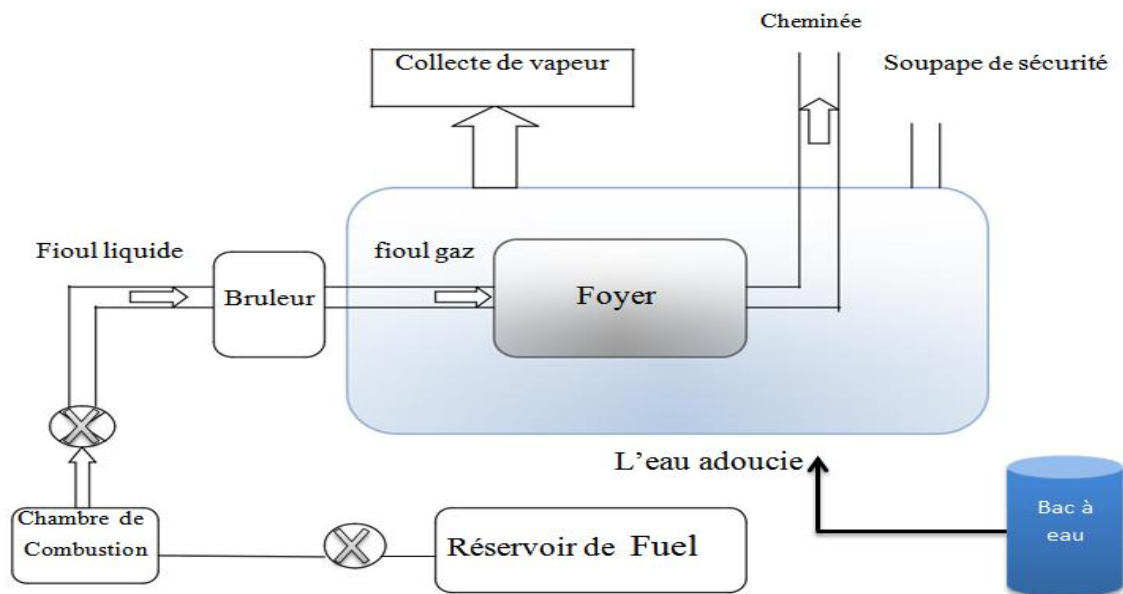 Cheminée
Collecte de vapeur
Soupape de sécurité
Fioul liquide
fioul gaz
Bruleur
Foyer
L'eau adoucie
Chambre de
Combustion
Réservoir de Fuel
Bac à
eau